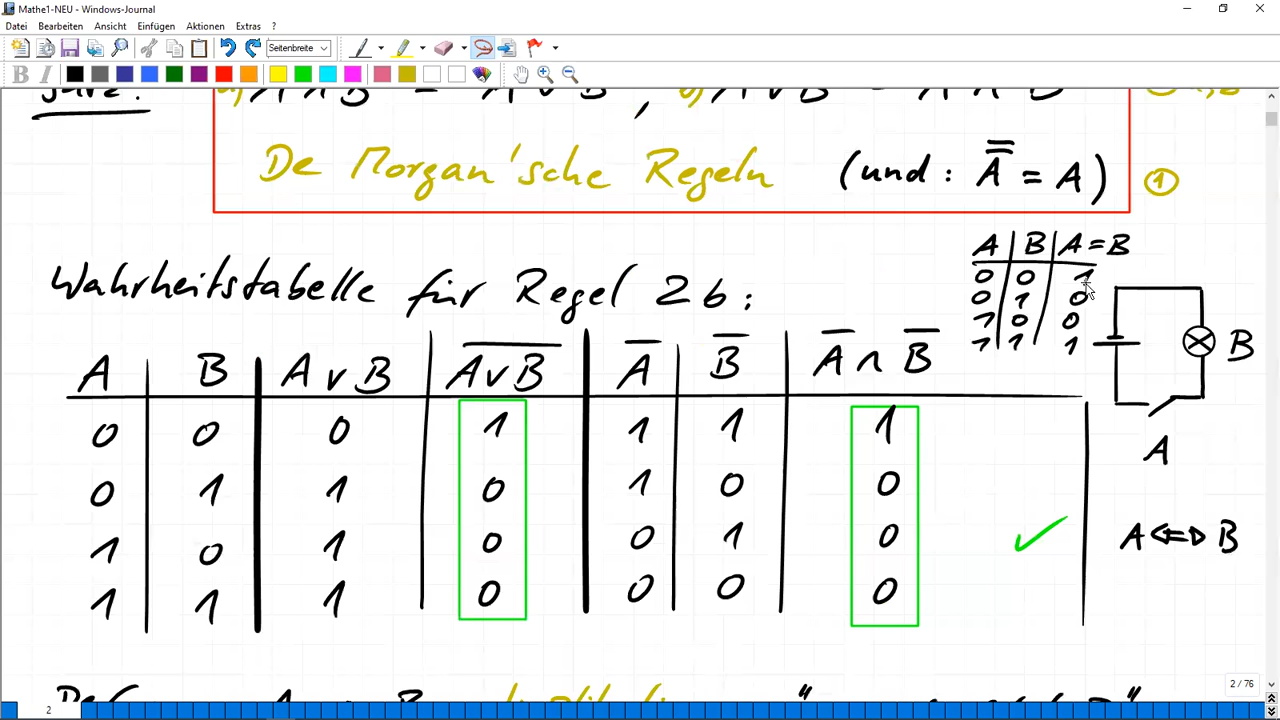 Mathe1-NEU - Windows-Journal
Datei Bearbeiten Ansicht Einfügen Aktionen Extras ?
Seitenbreite
B I
De Morgan'sche Regeln (und: A̿ = A) ①
Wahrheitstabelle für Regel 2b:
A | B | A = B
0 | 0 | 1
0 | 1 | 0
1 | 0 | 0
1 | 1 | 1
B
A
A ⇔ B
A | B | A ∨ B | A̅ ̅∨̅ ̅B̅ | A̅ | B̅ | A̅ ∧ B̅
0 | 0 | 0 | 1 | 1 | 1 | 1
0 | 1 | 1 | 0 | 1 | 0 | 0
1 | 0 | 1 | 0 | 0 | 1 | 0 ✓
1 | 1 | 1 | 0 | 0 | 0 | 0
2 / 76
2